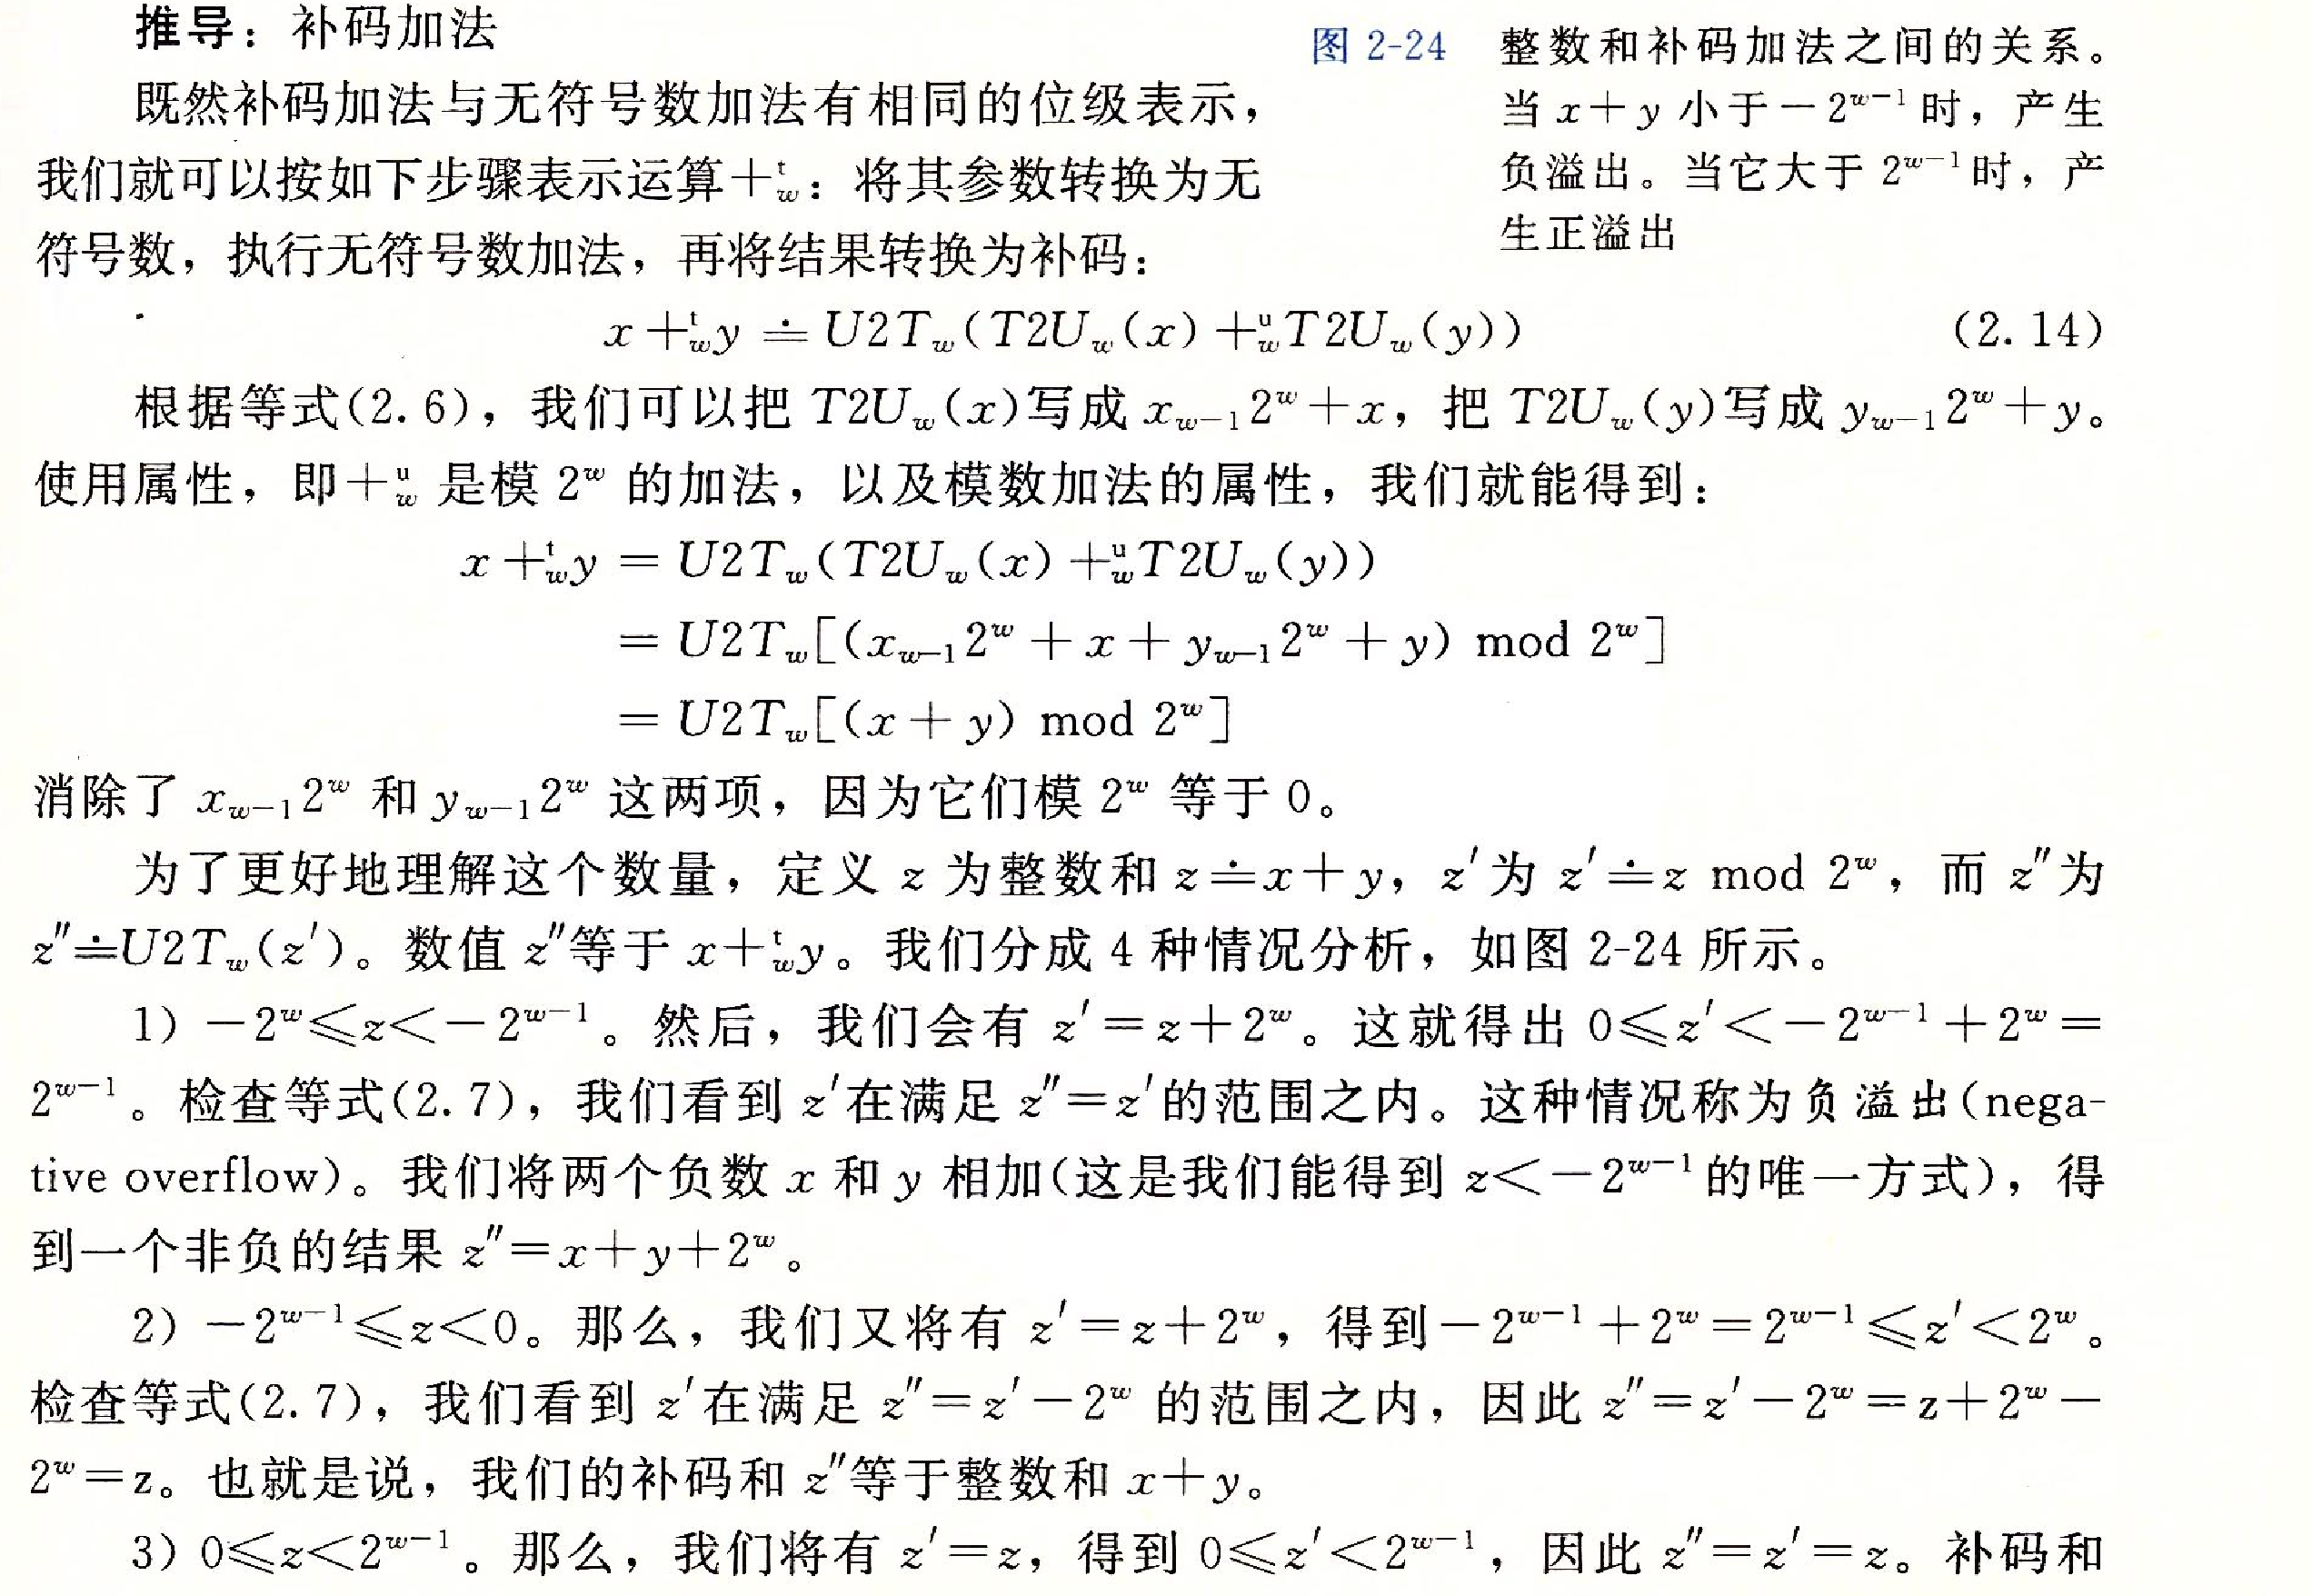 推导：补码加法
既然补码加法与无符号数加法有相同的位级表示，
我们就可以按如下步骤表示运算$+^t_w$：将其参数转换为无
符号数，执行无符号数加法，再将结果转换为补码：
图 2-24 整数和补码加法之间的关系。
当 $x+y$ 小于 $-2^{w-1}$ 时，产生
负溢出。当它大于 $2^{w-1}$ 时，产
生正溢出
$x +^t_w y \doteq U2T_w(T2U_w(x) +^u_w T2U_w(y))$ (2.14)
根据等式(2.6)，我们可以把 $T2U_w(x)$写成 $x_{w-1}2^w+x$，把 $T2U_w(y)$写成 $y_{w-1}2^w+y$。
使用属性，即$+^u_w$ 是模 $2^w$ 的加法，以及模数加法的属性，我们就能得到：
$x +^t_w y = U2T_w(T2U_w(x) +^u_w T2U_w(y))$
$= U2T_w[(x_{w-1}2^w + x + y_{w-1}2^w + y) \mod 2^w]$
$= U2T_w[(x + y) \mod 2^w]$
消除了 $x_{w-1}2^w$ 和 $y_{w-1}2^w$ 这两项，因为它们模 $2^w$ 等于 0。
为了更好地理解这个数量，定义 $z$ 为整数和 $z \doteq x+y$，$z'$为 $z' \doteq z \mod 2^w$，而 $z''$为
$z'' \doteq U2T_w(z')$。数值 $z''$等于 $x+^t_w y$。我们分成 4 种情况分析，如图 2-24 所示。
1) $-2^w \leqslant z < -2^{w-1}$。然后，我们会有 $z'=z+2^w$。这就得出 $0 \leqslant z' < -2^{w-1}+2^w=$
$2^{w-1}$。检查等式(2.7)，我们看到 $z'$在满足 $z''=z'$的范围之内。这种情况称为负溢出(nega-
tive overflow)。我们将两个负数 $x$ 和 $y$ 相加(这是我们能得到 $z<-2^{w-1}$的唯一方式)，得
到一个非负的结果 $z''=x+y+2^w$。
2) $-2^{w-1} \leqslant z < 0$。那么，我们又将有 $z'=z+2^w$，得到$-2^{w-1}+2^w=2^{w-1} \leqslant z' < 2^w$。
检查等式(2.7)，我们看到 $z'$在满足 $z''=z'-2^w$ 的范围之内，因此 $z''=z'-2^w=z+2^w-$
$2^w=z$。也就是说，我们的补码和 $z''$等于整数和 $x+y$。
3) $0 \leqslant z < 2^{w-1}$。那么，我们将有 $z'=z$，得到 $0 \leqslant z' < 2^{w-1}$，因此 $z''=z'=z$。补码和